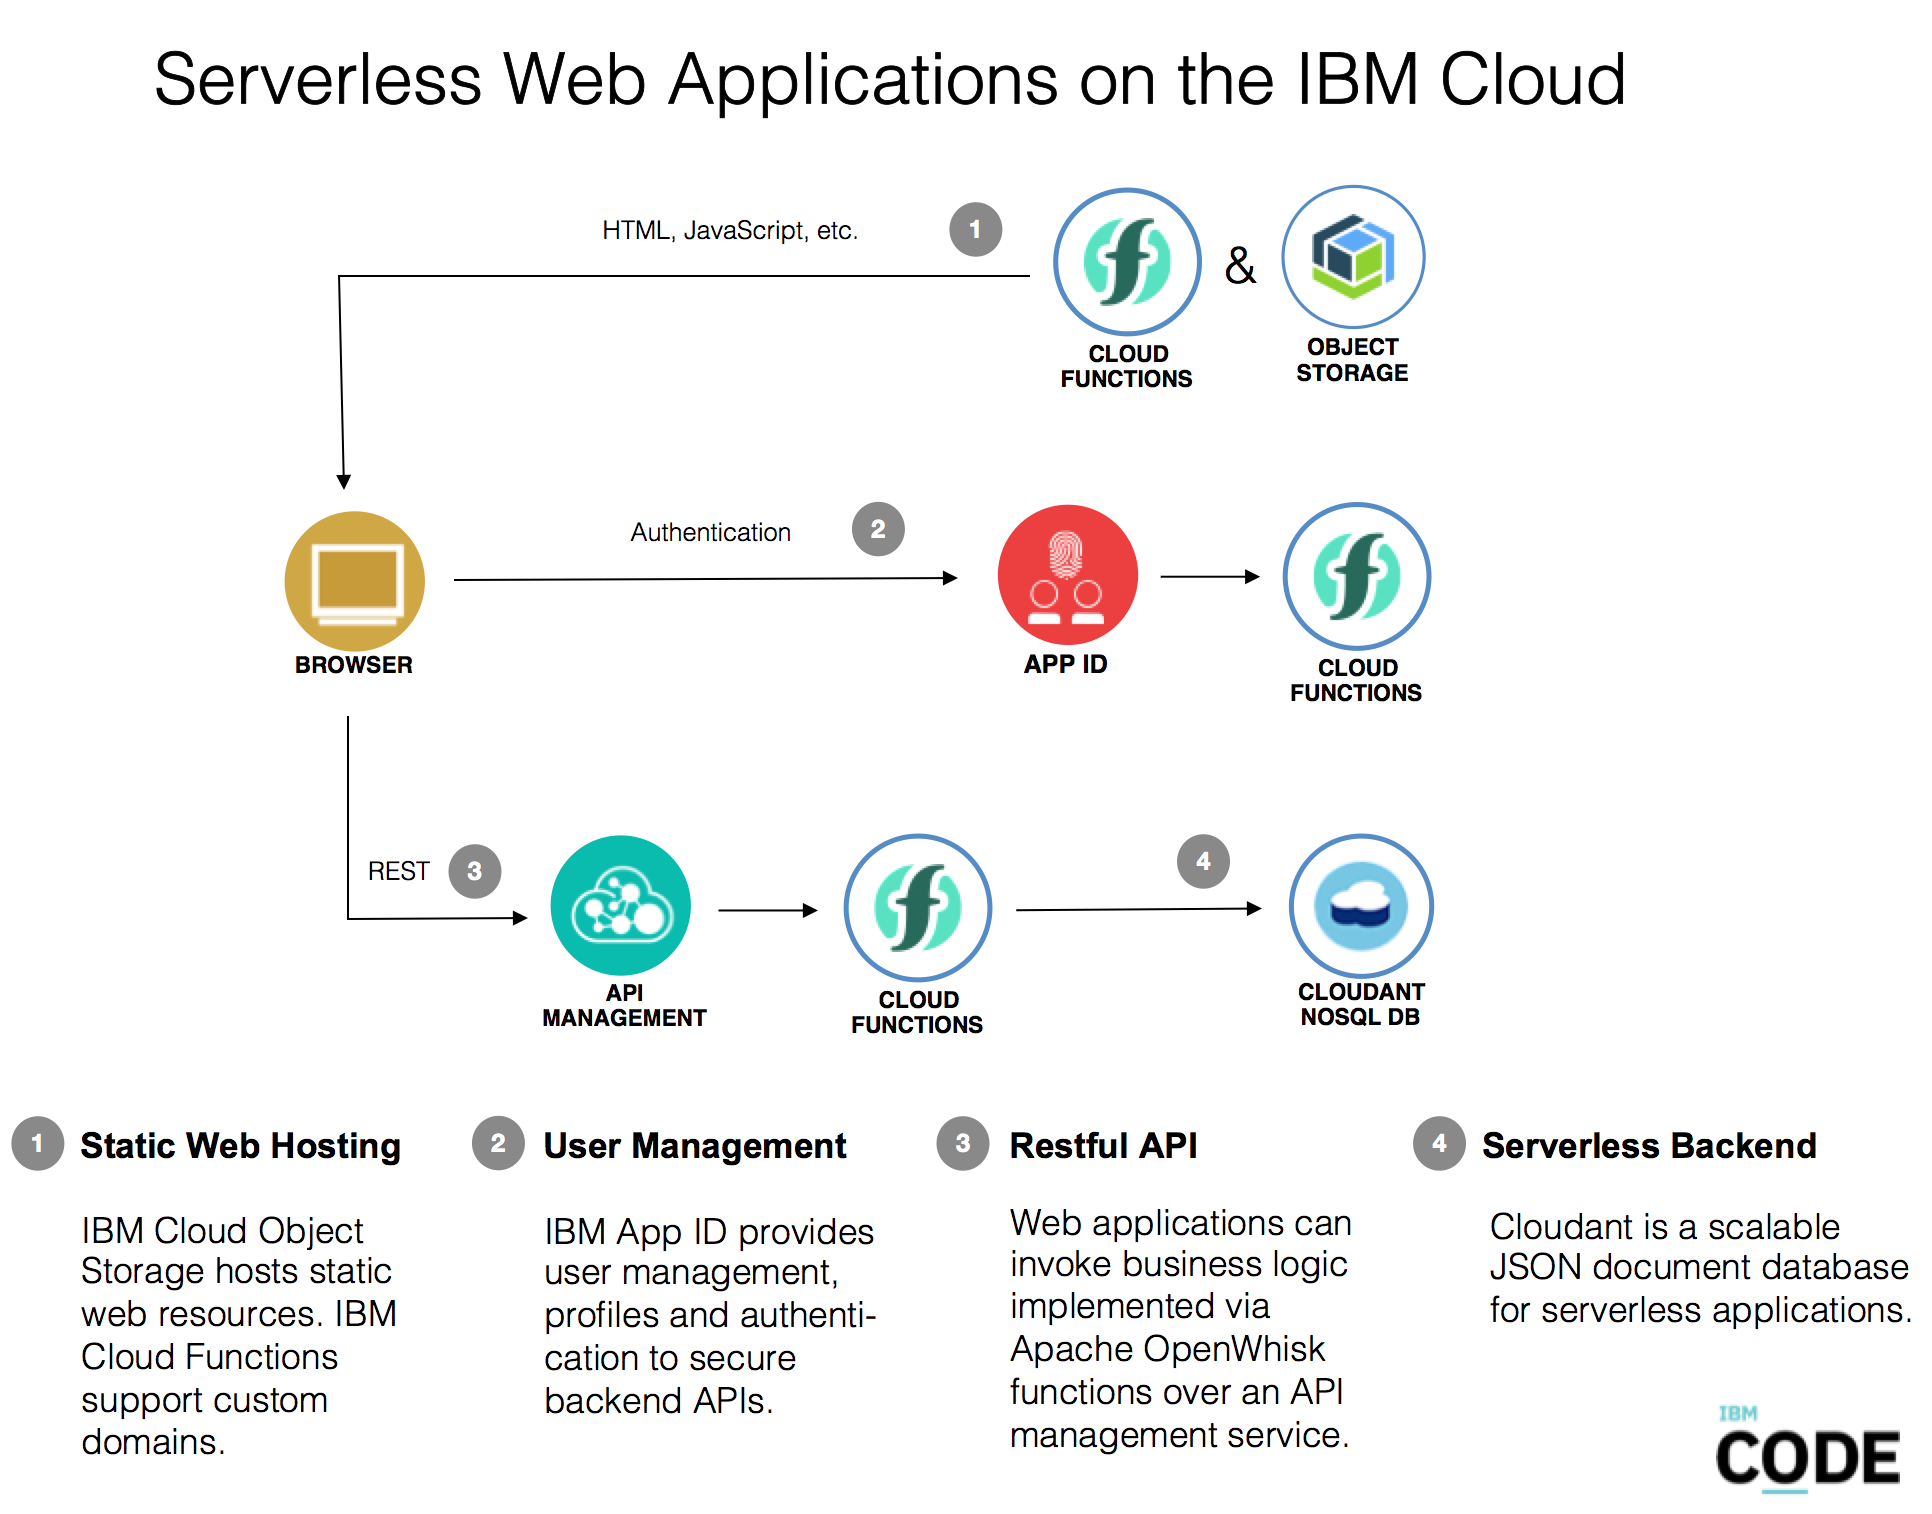 Serverless Web Applications on the IBM Cloud
HTML, JavaScript, etc.
1
&
CLOUD
FUNCTIONS
OBJECT
STORAGE
Authentication
2
BROWSER
APP ID
CLOUD
FUNCTIONS
REST
3
4
API
MANAGEMENT
CLOUD
FUNCTIONS
CLOUDANT
NOSQL DB
1 Static Web Hosting
IBM Cloud Object
Storage hosts static
web resources. IBM
Cloud Functions
support custom
domains.
2 User Management
IBM App ID provides
user management,
profiles and authenti-
cation to secure
backend APIs.
3 Restful API
Web applications can
invoke business logic
implemented via
Apache OpenWhisk
functions over an API
management service.
4 Serverless Backend
Cloudant is a scalable
JSON document database
for serverless applications.
IBM
CODE